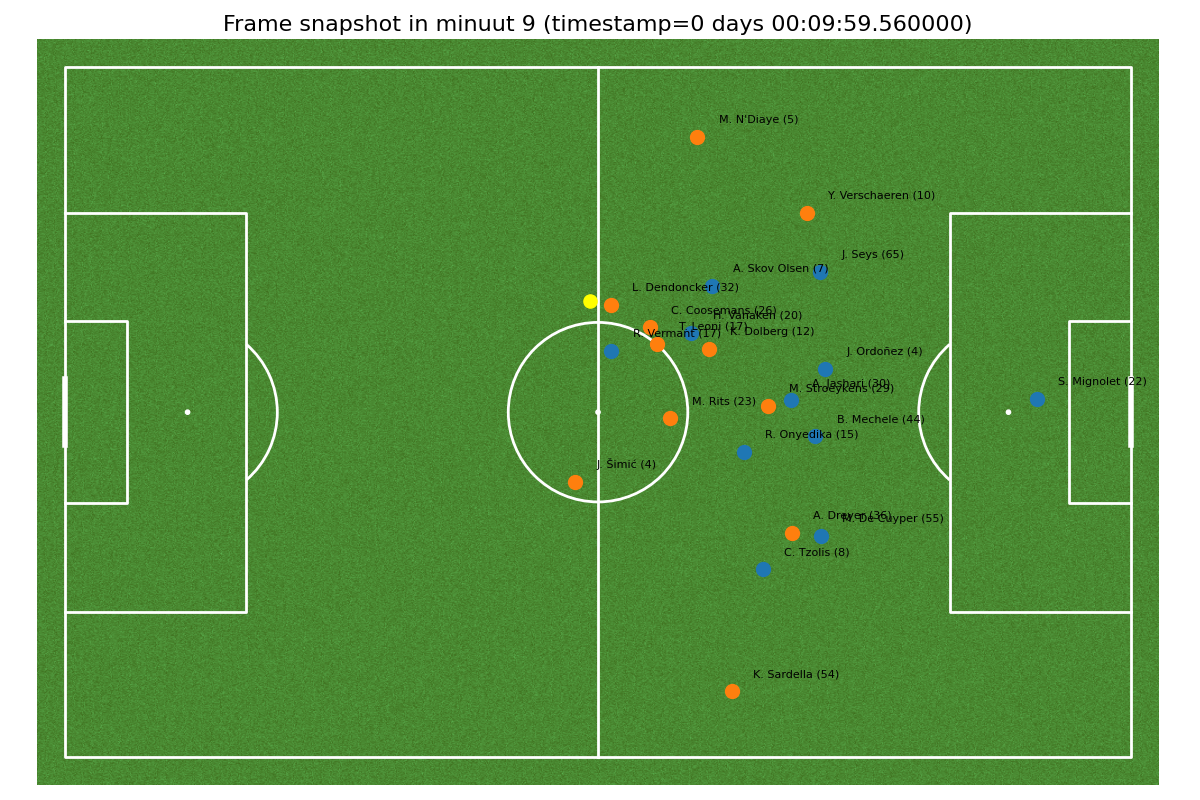 Frame snapshot in minuut 9 (timestamp=0 days 00:09:59.560000)
M. N'Diaye (5)
Y. Verschaeren (10)
J. Seys (65)
A. Skov Olsen (7)
L. Dendoncker (32)
C. Coosemans (26)
H. Vanaken (20)
T. Leoni (17)
R. Vermant (17)
K. Dolberg (12)
J. Ordoñez (4)
S. Mignolet (22)
A. Jashari (30)
M. Stroeykens (29)
M. Rits (23)
B. Mechele (44)
R. Onyedika (15)
J. Šimić (4)
A. Dreyer (36)
M. De Cuyper (55)
C. Tzolis (8)
K. Sardella (54)